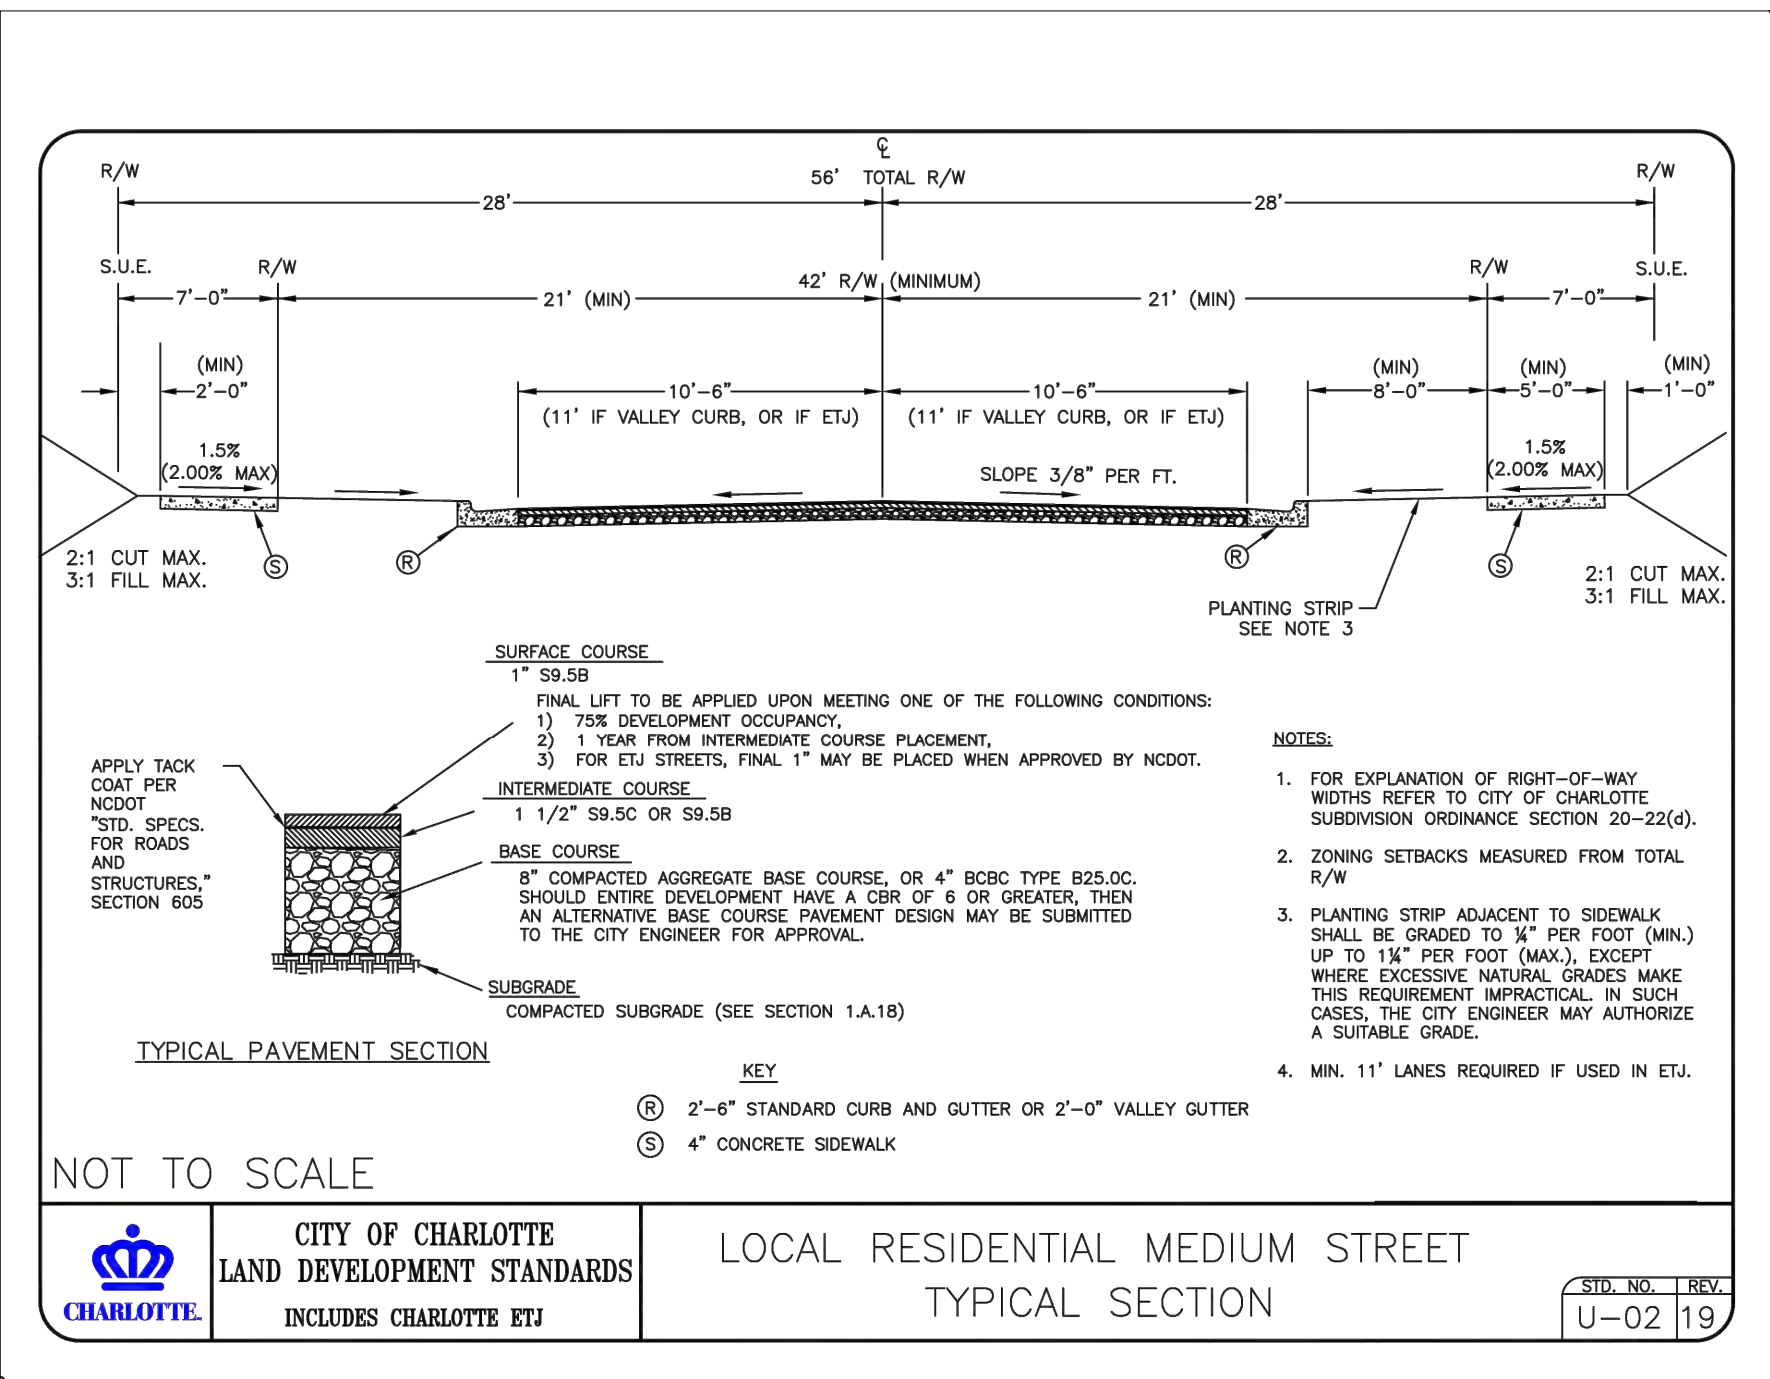 ℄
R/W
56' TOTAL R/W
R/W
28'
28'
S.U.E.
R/W
R/W
S.U.E.
42' R/W (MINIMUM)
7'-0"
21' (MIN)
21' (MIN)
7'-0"
(MIN)
2'-0"
10'-6"
(11' IF VALLEY CURB, OR IF ETJ)
10'-6"
(11' IF VALLEY CURB, OR IF ETJ)
(MIN)
8'-0"
(MIN)
5'-0"
(MIN)
1'-0"
1.5%
(2.00% MAX)
SLOPE 3/8" PER FT.
1.5%
(2.00% MAX)
2:1 CUT MAX.
3:1 FILL MAX.
S
R
R
S
2:1 CUT MAX.
3:1 FILL MAX.
PLANTING STRIP
SEE NOTE 3
SURFACE COURSE
1" S9.5B
FINAL LIFT TO BE APPLIED UPON MEETING ONE OF THE FOLLOWING CONDITIONS:
1) 75% DEVELOPMENT OCCUPANCY,
2) 1 YEAR FROM INTERMEDIATE COURSE PLACEMENT,
3) FOR ETJ STREETS, FINAL 1" MAY BE PLACED WHEN APPROVED BY NCDOT.
APPLY TACK
COAT PER
NCDOT
"STD. SPECS.
FOR ROADS
AND
STRUCTURES,"
SECTION 605
INTERMEDIATE COURSE
1 1/2" S9.5C OR S9.5B
BASE COURSE
8" COMPACTED AGGREGATE BASE COURSE, OR 4" BCBC TYPE B25.0C.
SHOULD ENTIRE DEVELOPMENT HAVE A CBR OF 6 OR GREATER, THEN
AN ALTERNATIVE BASE COURSE PAVEMENT DESIGN MAY BE SUBMITTED
TO THE CITY ENGINEER FOR APPROVAL.
SUBGRADE
COMPACTED SUBGRADE (SEE SECTION 1.A.18)
TYPICAL PAVEMENT SECTION
NOTES:
1. FOR EXPLANATION OF RIGHT-OF-WAY
WIDTHS REFER TO CITY OF CHARLOTTE
SUBDIVISION ORDINANCE SECTION 20-22(d).
2. ZONING SETBACKS MEASURED FROM TOTAL
R/W
3. PLANTING STRIP ADJACENT TO SIDEWALK
SHALL BE GRADED TO ¼" PER FOOT (MIN.)
UP TO 1¼" PER FOOT (MAX.), EXCEPT
WHERE EXCESSIVE NATURAL GRADES MAKE
THIS REQUIREMENT IMPRACTICAL. IN SUCH
CASES, THE CITY ENGINEER MAY AUTHORIZE
A SUITABLE GRADE.
4. MIN. 11' LANES REQUIRED IF USED IN ETJ.
KEY
R 2'-6" STANDARD CURB AND GUTTER OR 2'-0" VALLEY GUTTER
S 4" CONCRETE SIDEWALK
NOT TO SCALE
CHARLOTTE.
CITY OF CHARLOTTE
LAND DEVELOPMENT STANDARDS
INCLUDES CHARLOTTE ETJ
LOCAL RESIDENTIAL MEDIUM STREET
TYPICAL SECTION
STD. NO. REV.
U-02 19